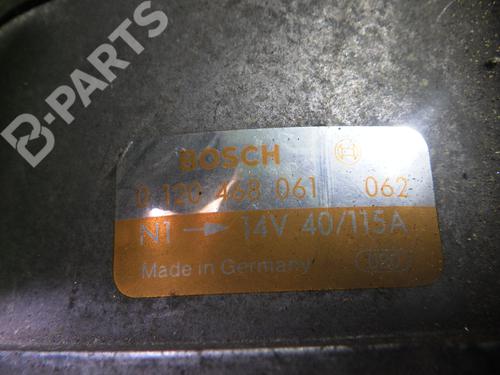 B-PARTS
BOSCH
0 120 468 061 062
N1 → 14V 40/115A
Made in Germany